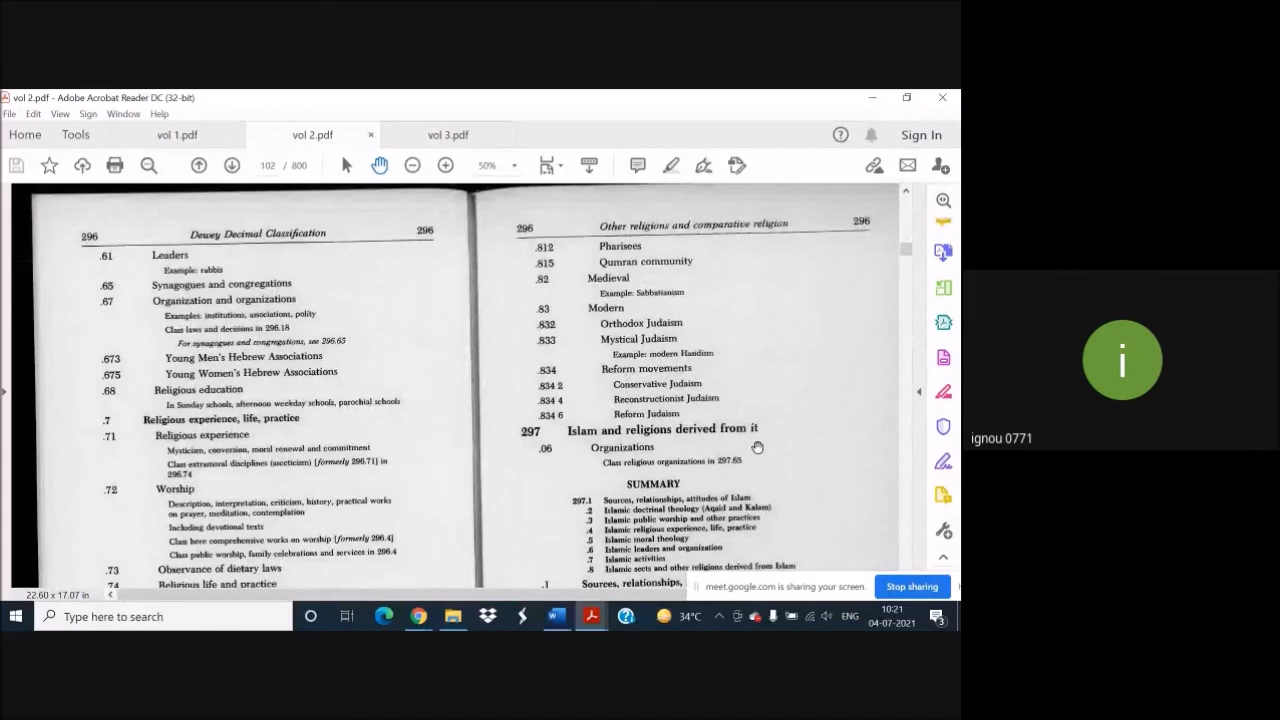 vol 2.pdf - Adobe Acrobat Reader DC (32-bit)
File Edit View Sign Window Help
Home Tools vol 1.pdf vol 2.pdf × vol 3.pdf Sign In
102 / 800 50%
296 Dewey Decimal Classification 296
.61 Leaders
Example: rabbis
.65 Synagogues and congregations
.67 Organization and organizations
Examples: institutions, associations, polity
Class laws and decisions in 296.18
For synagogues and congregations, see 296.65
.673 Young Men's Hebrew Associations
.675 Young Women's Hebrew Associations
.68 Religious education
In Sunday schools, afternoon weekday schools, parochial schools
.7 Religious experience, life, practice
.71 Religious experience
Mysticism, conversion, moral renewal and commitment
Class extramoral disciplines (asceticism) [formerly 296.71] in
296.74
.72 Worship
Description, interpretation, criticism, history, practical works
on prayer, meditation, contemplation
Including devotional texts
Class here comprehensive works on worship [formerly 296.4]
Class public worship, family celebrations and services in 296.4
.73 Observance of dietary laws
.74 Religious life and practice
296 Other religions and comparative religion 296
.812 Pharisees
.815 Qumran community
.82 Medieval
Example: Sabbatianism
.83 Modern
.832 Orthodox Judaism
.833 Mystical Judaism
Example: modern Hasidism
.834 Reform movements
.834 2 Conservative Judaism
.834 4 Reconstructionist Judaism
.834 6 Reform Judaism
297 Islam and religions derived from it
.06 Organizations
Class religious organizations in 297.65
SUMMARY
297.1 Sources, relationships, attitudes of Islam
.2 Islamic doctrinal theology (Aqaid and Kalam)
.3 Islamic public worship and other practices
.4 Islamic religious experience, life, practice
.5 Islamic moral theology
.6 Islamic leaders and organization
.7 Islamic activities
.8 Islamic sects and other religions derived from Islam
.1 Sources, relationships,
22.60 x 17.07 in
meet.google.com is sharing your screen. Stop sharing
Type here to search
34°C ENG
10:21
04-07-2021
3
i
ignou 0771